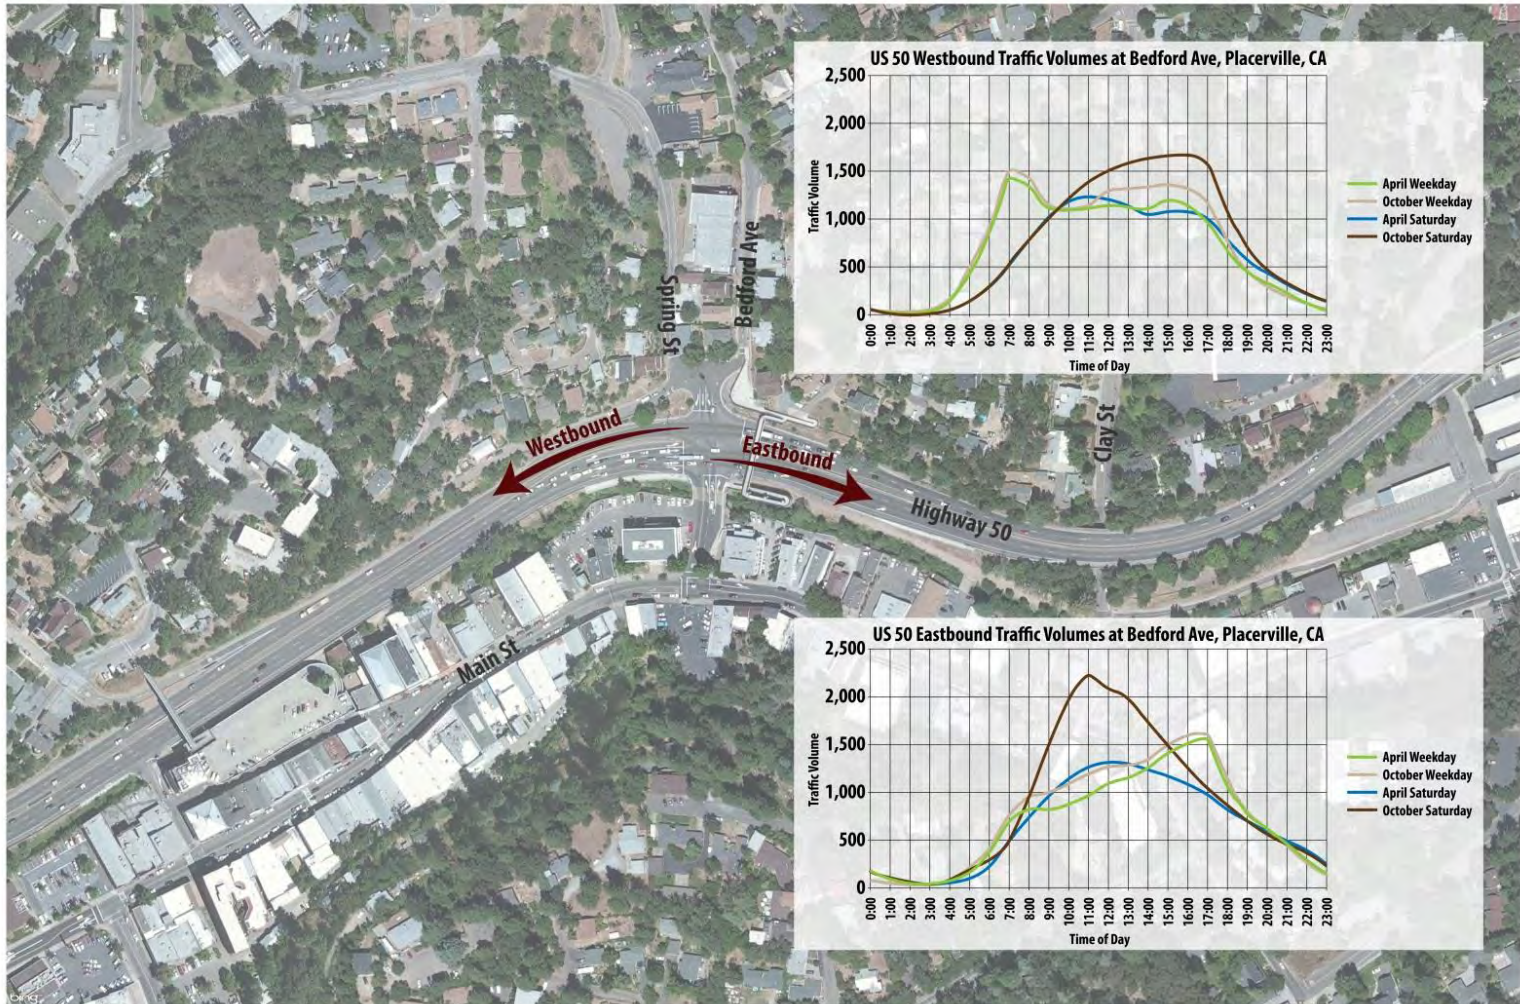 US 50 Westbound Traffic Volumes at Bedford Ave, Placerville, CA
2,500
2,000
1,500
1,000
500
0
Traffic Volume
0:00
1:00
2:00
3:00
4:00
5:00
6:00
7:00
8:00
9:00
10:00
11:00
12:00
13:00
14:00
15:00
16:00
17:00
18:00
19:00
20:00
21:00
22:00
23:00
Time of Day
April Weekday
October Weekday
April Saturday
October Saturday
Spring St
Bedford Ave
Westbound
Eastbound
Clay St
Highway 50
Main St
US 50 Eastbound Traffic Volumes at Bedford Ave, Placerville, CA
2,500
2,000
1,500
1,000
500
0
Traffic Volume
0:00
1:00
2:00
3:00
4:00
5:00
6:00
7:00
8:00
9:00
10:00
11:00
12:00
13:00
14:00
15:00
16:00
17:00
18:00
19:00
20:00
21:00
22:00
23:00
Time of Day
April Weekday
October Weekday
April Saturday
October Saturday
bing